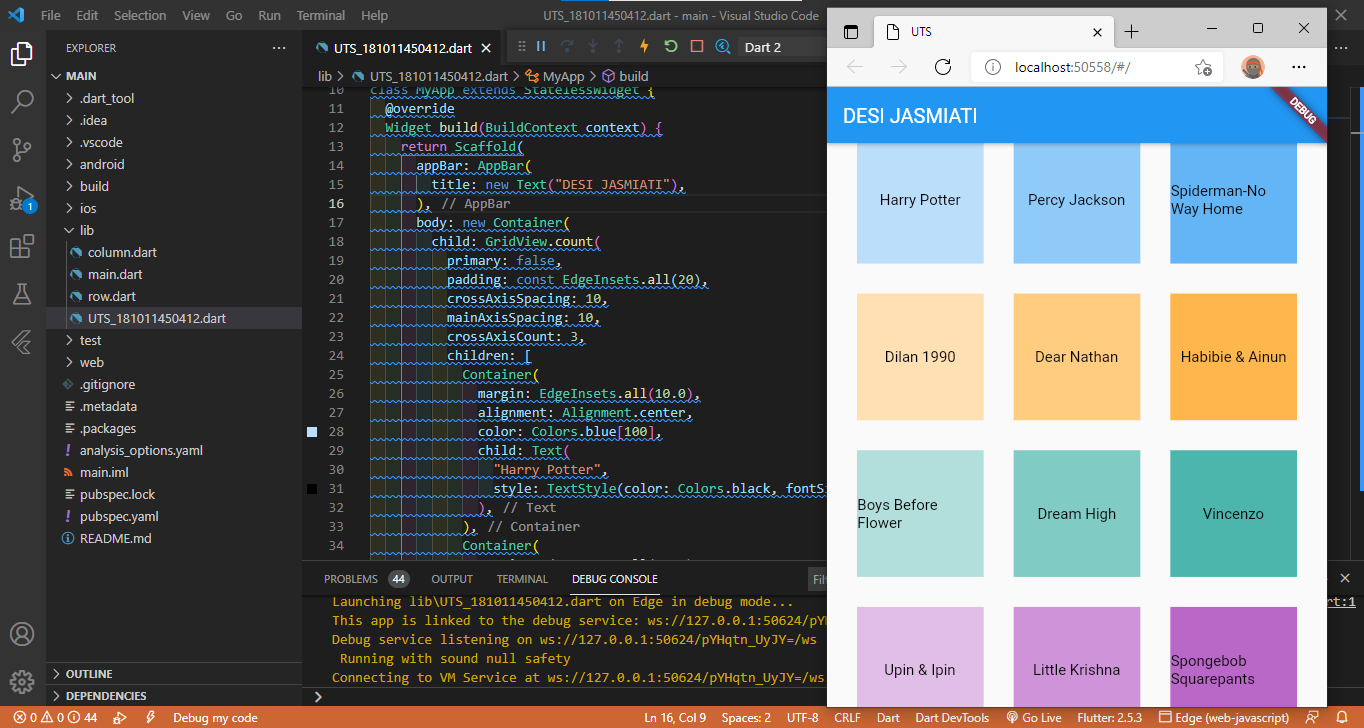 File Edit Selection View Go Run Terminal Help
UTS_181011450412.dart - main - Visual Studio Code
EXPLORER
MAIN
.dart_tool
.idea
.vscode
android
build
ios
lib
column.dart
main.dart
row.dart
UTS_181011450412.dart
test
web
.gitignore
.metadata
.packages
analysis_options.yaml
main.iml
pubspec.lock
pubspec.yaml
README.md
OUTLINE
DEPENDENCIES
1
UTS_181011450412.dart
Dart 2
lib > UTS_181011450412.dart > MyApp > build
10 class MyApp extends StatelessWidget {
11 @override
12 Widget build(BuildContext context) {
13 return Scaffold(
14 appBar: AppBar(
15 title: new Text("DESI JASMIATI"),
16 ), // AppBar
17 body: new Container(
18 child: GridView.count(
19 primary: false,
20 padding: const EdgeInsets.all(20),
21 crossAxisSpacing: 10,
22 mainAxisSpacing: 10,
23 crossAxisCount: 3,
24 children: [
25 Container(
26 margin: EdgeInsets.all(10.0),
27 alignment: Alignment.center,
28 color: Colors.blue[100],
29 child: Text(
30 "Harry Potter",
31 style: TextStyle(color: Colors.black, fontSi
32 ), // Text
33 ), // Container
34 Container(
PROBLEMS 44 OUTPUT TERMINAL DEBUG CONSOLE
Filt
Launching lib\UTS_181011450412.dart on Edge in debug mode...
rt:1
This app is linked to the debug service: ws://127.0.0.1:50624/pYH
Debug service listening on ws://127.0.0.1:50624/pYHqtn_UyJY=/ws
Running with sound null safety
Connecting to VM Service at ws://127.0.0.1:50624/pYHqtn_UyJY=/ws
UTS
localhost:50558/#/
DESI JASMIATI
DEBUG
Harry Potter
Percy Jackson
Spiderman-No
Way Home
Dilan 1990
Dear Nathan
Habibie & Ainun
Boys Before
Flower
Dream High
Vincenzo
Upin & Ipin
Little Krishna
Spongebob
Squarepants
0 0 44 Debug my code Ln 16, Col 9 Spaces: 2 UTF-8 CRLF Dart Dart DevTools Go Live Flutter: 2.5.3 Edge (web-javascript)